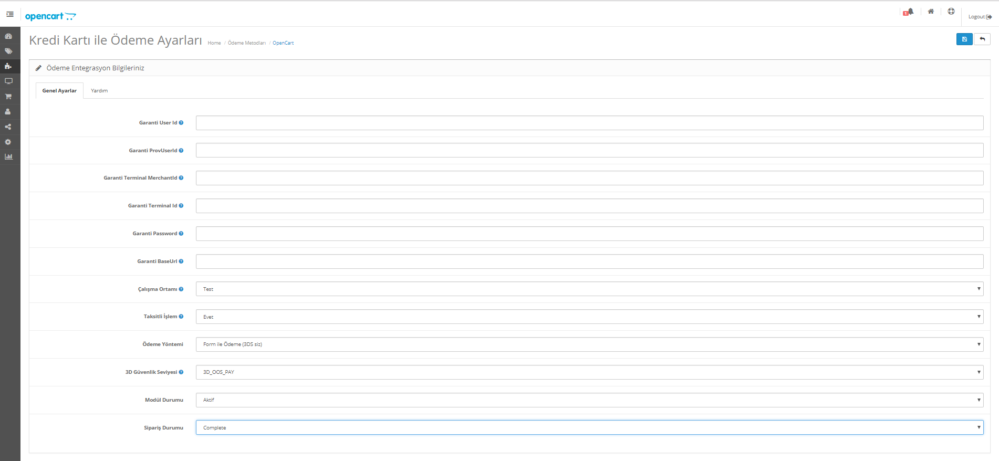 opencart
1
Logout
Kredi Kartı ile Ödeme Ayarları Home / Ödeme Metodları / OpenCart
Ödeme Entegrasyon Bilgileriniz
Genel Ayarlar Yardım
Garanti User Id ?
Garanti ProvUserId ?
Garanti Terminal MerchantId ?
Garanti Terminal Id ?
Garanti Password ?
Garanti BaseUrl ?
Çalışma Ortamı ? Test
Taksitli İşlem ? Evet
Ödeme Yöntemi Form ile Ödeme (3DS siz)
3D Güvenlik Seviyesi ? 3D_OOS_PAY
Modül Durumu Aktif
Sipariş Durumu Complete